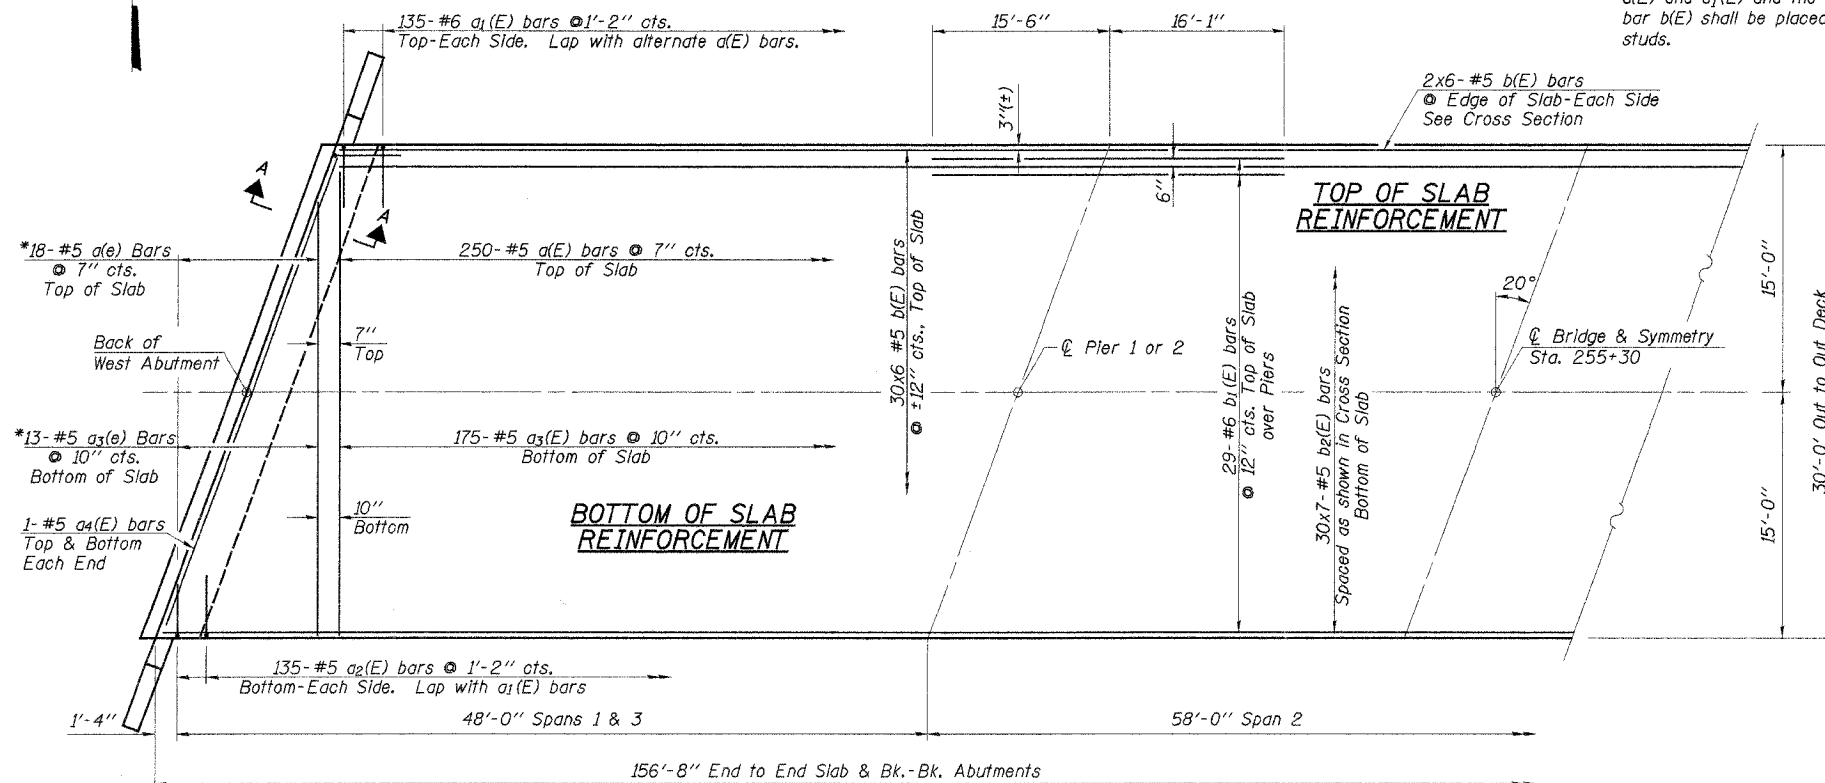 a(E) and a1(E) and the
bar b(E) shall be placed
studs.
135-#6 a1(E) bars @1'-2" cts.
Top-Each Side. Lap with alternate a(E) bars.
15'-6"
16'-1"
3"(±)
2x6-#5 b(E) bars
@ Edge of Slab-Each Side
See Cross Section
A
A
6"
TOP OF SLAB
REINFORCEMENT
*18-#5 a(e) Bars
@ 7" cts.
Top of Slab
250-#5 a(E) bars @ 7" cts.
Top of Slab
30x6 #5 b(E) bars
@ ±12" cts., Top of Slab
20°
15'-0"
Back of
West Abutment
7"
Top
℄ Pier 1 or 2
29-#6 b1(E) bars
@ 12" cts. Top of Slab
over Piers
30x7-#5 b2(E) bars
Spaced as shown in Cross Section
Bottom of Slab
℄ Bridge & Symmetry
Sta. 255+30
30'-0' Out to Out Deck
*13-#5 a3(e) Bars
@ 10" cts.
Bottom of Slab
175-#5 a3(E) bars @ 10" cts.
Bottom of Slab
1-#5 a4(E) bars
Top & Bottom
Each End
BOTTOM OF SLAB
REINFORCEMENT
10"
Bottom
15'-0"
135-#5 a2(E) bars @ 1'-2" cts.
Bottom-Each Side. Lap with a1(E) bars
1'-4"
48'-0" Spans 1 & 3
58'-0" Span 2
156'-8" End to End Slab & Bk.-Bk. Abutments